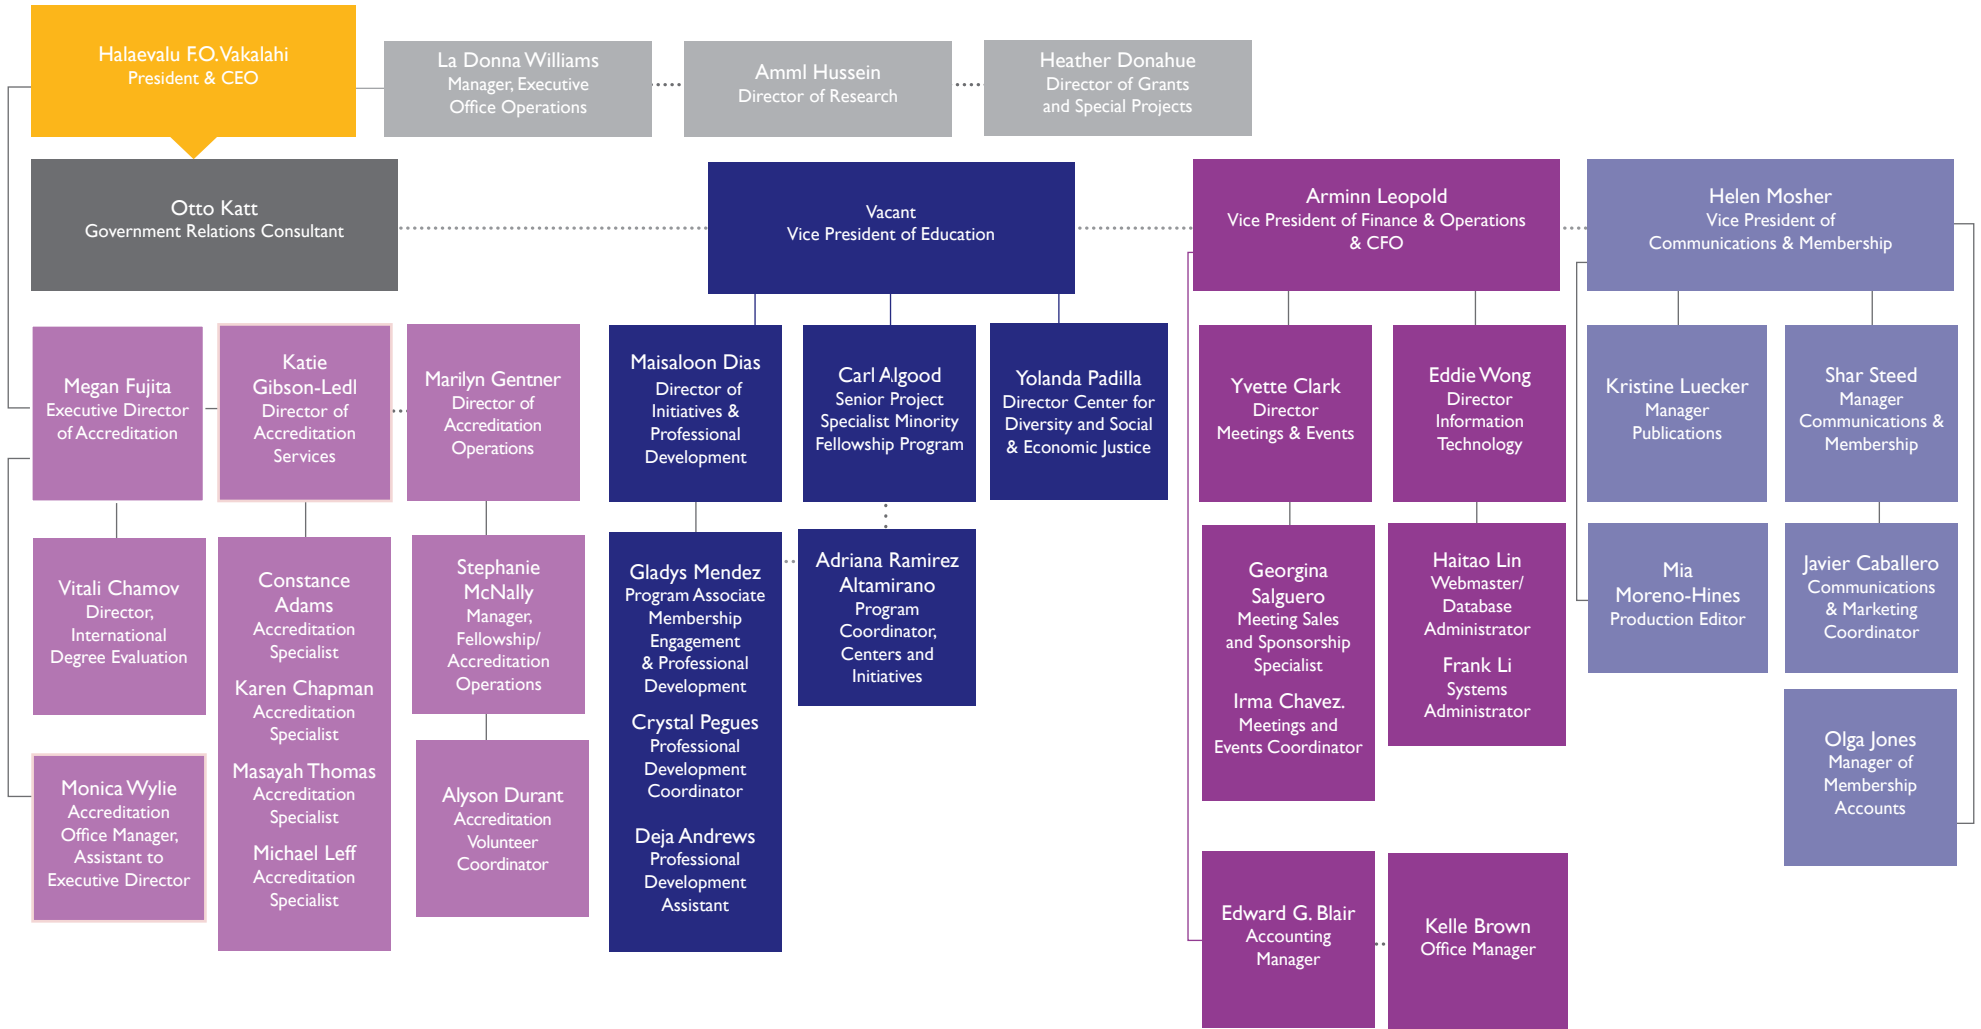 Halaevalu F.O. Vakalahi
President & CEO
La Donna Williams
Manager, Executive
Office Operations
Amml Hussein
Director of Research
Heather Donahue
Director of Grants
and Special Projects
Otto Katt
Government Relations Consultant
Vacant
Vice President of Education
Arminn Leopold
Vice President of Finance & Operations
& CFO
Helen Mosher
Vice President of
Communications & Membership
Megan Fujita
Executive Director
of Accreditation
Katie
Gibson-Ledl
Director of
Accreditation
Services
Marilyn Gentner
Director of
Accreditation
Operations
Maisaloon Dias
Director of
Initiatives &
Professional
Development
Carl Algood
Senior Project
Specialist Minority
Fellowship Program
Yolanda Padilla
Director Center for
Diversity and Social
& Economic Justice
Yvette Clark
Director
Meetings & Events
Eddie Wong
Director
Information
Technology
Kristine Luecker
Manager
Publications
Shar Steed
Manager
Communications &
Membership
Vitali Chamov
Director,
International
Degree Evaluation
Constance
Adams
Accreditation
Specialist
Karen Chapman
Accreditation
Specialist
Masayah Thomas
Accreditation
Specialist
Michael Leff
Accreditation
Specialist
Stephanie
McNally
Manager,
Fellowship/
Accreditation
Operations
Gladys Mendez
Program Associate
Membership
Engagement
& Professional
Development
Crystal Pegues
Professional
Development
Coordinator
Deja Andrews
Professional
Development
Assistant
Adriana Ramirez
Altamirano
Program
Coordinator,
Centers and
Initiatives
Georgina
Salguero
Meeting Sales
and Sponsorship
Specialist
Irma Chavez.
Meetings and
Events Coordinator
Haitao Lin
Webmaster/
Database
Administrator
Frank Li
Systems
Administrator
Mia
Moreno-Hines
Production Editor
Javier Caballero
Communications
& Marketing
Coordinator
Monica Wylie
Accreditation
Office Manager,
Assistant to
Executive Director
Alyson Durant
Accreditation
Volunteer
Coordinator
Olga Jones
Manager of
Membership
Accounts
Edward G. Blair
Accounting
Manager
Kelle Brown
Office Manager